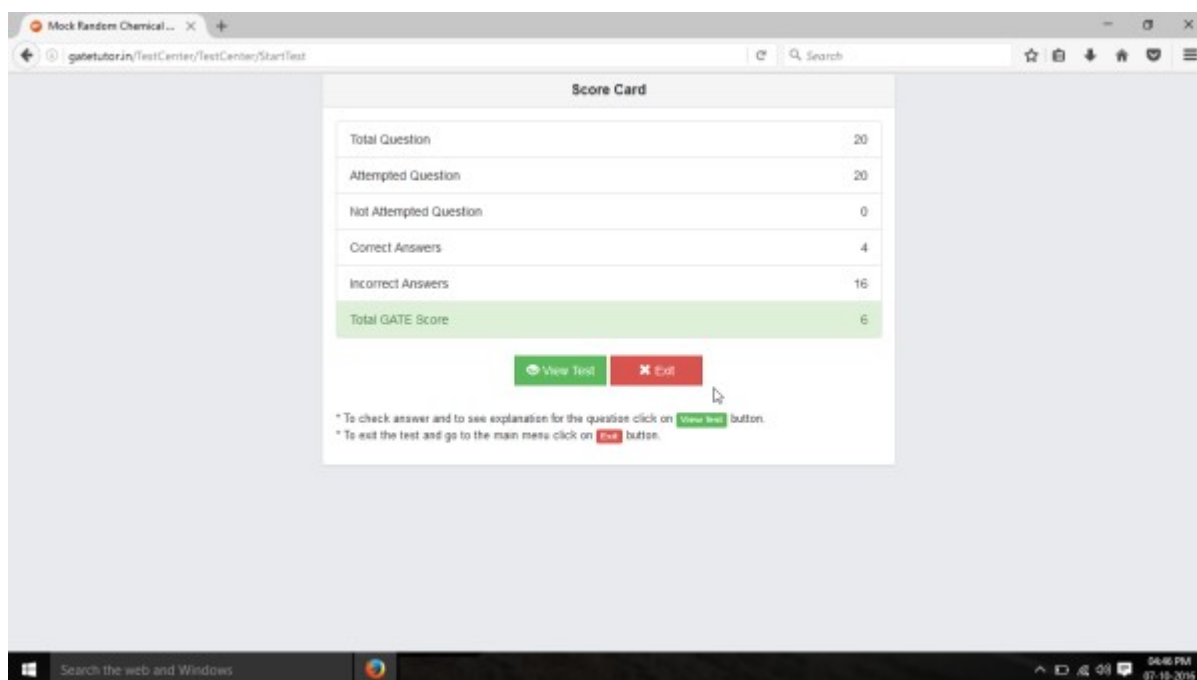 Mock Random Chemical...
gatetutor.in/TestCenter/TestCenter/StartTest
Search
Score Card
Total Question 20
Attempted Question 20
Not Attempted Question 0
Correct Answers 4
Incorrect Answers 16
Total GATE Score 6
View Test Exit
* To check answer and to see explanation for the question click on View Test button.
* To exit the test and go to the main menu click on Exit button.
Search the web and Windows
04:46 PM
07-10-2016